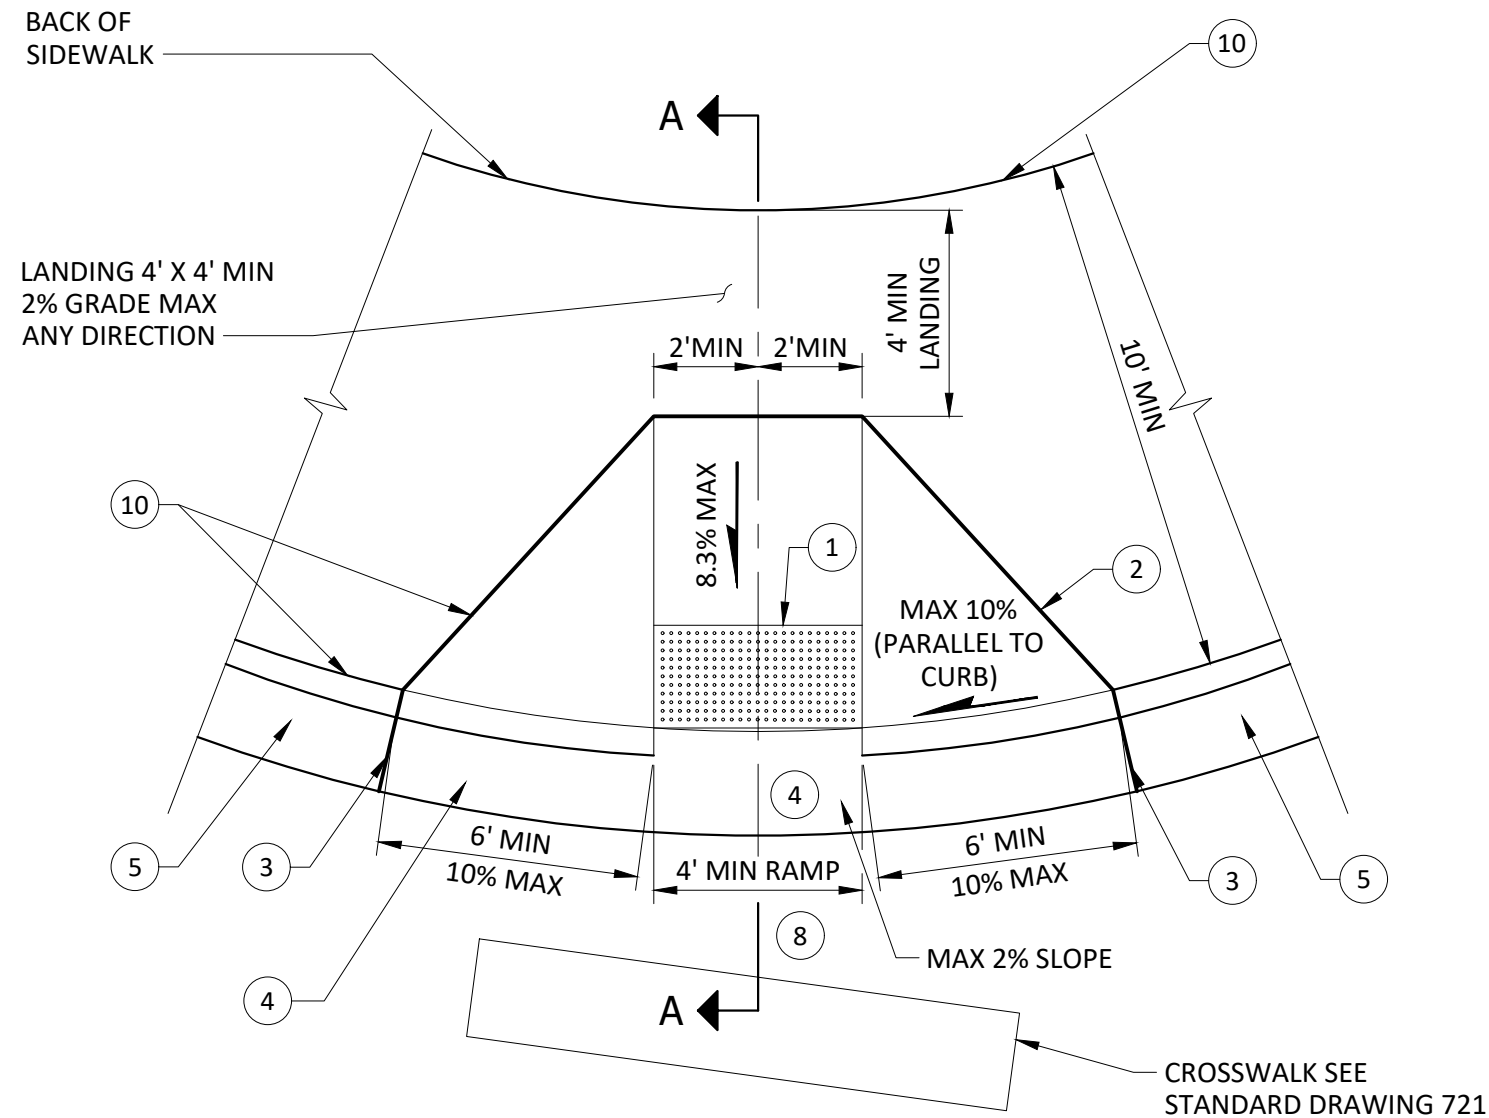 BACK OF
SIDEWALK
10
A
LANDING 4' X 4' MIN
2% GRADE MAX
ANY DIRECTION
4' MIN
LANDING
2'MIN
2'MIN
10' MIN
8.3% MAX
10
1
2
MAX 10%
(PARALLEL TO
CURB)
4
6' MIN
10% MAX
4' MIN RAMP
6' MIN
10% MAX
5
3
3
5
8
MAX 2% SLOPE
4
A
CROSSWALK SEE
STANDARD DRAWING 721